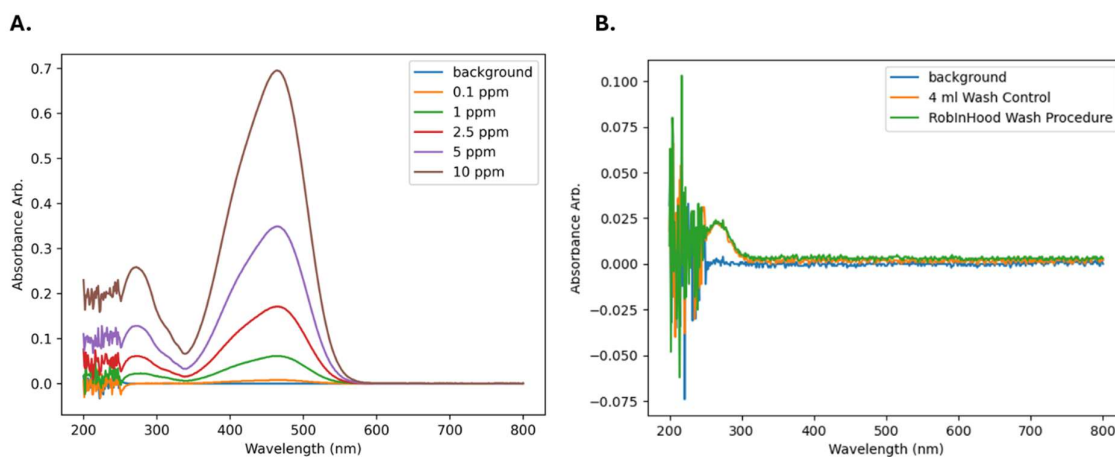 A.
0.7
0.6
0.5
0.4
0.3
0.2
0.1
0.0
Absorbance Arb.
200 300 400 500 600 700 800
Wavelength (nm)
background
0.1 ppm
1 ppm
2.5 ppm
5 ppm
10 ppm
B.
0.100
0.075
0.050
0.025
0.000
−0.025
−0.050
−0.075
Absorbance Arb.
200 300 400 500 600 700 800
Wavelength (nm)
background
4 ml Wash Control
RobInHood Wash Procedure